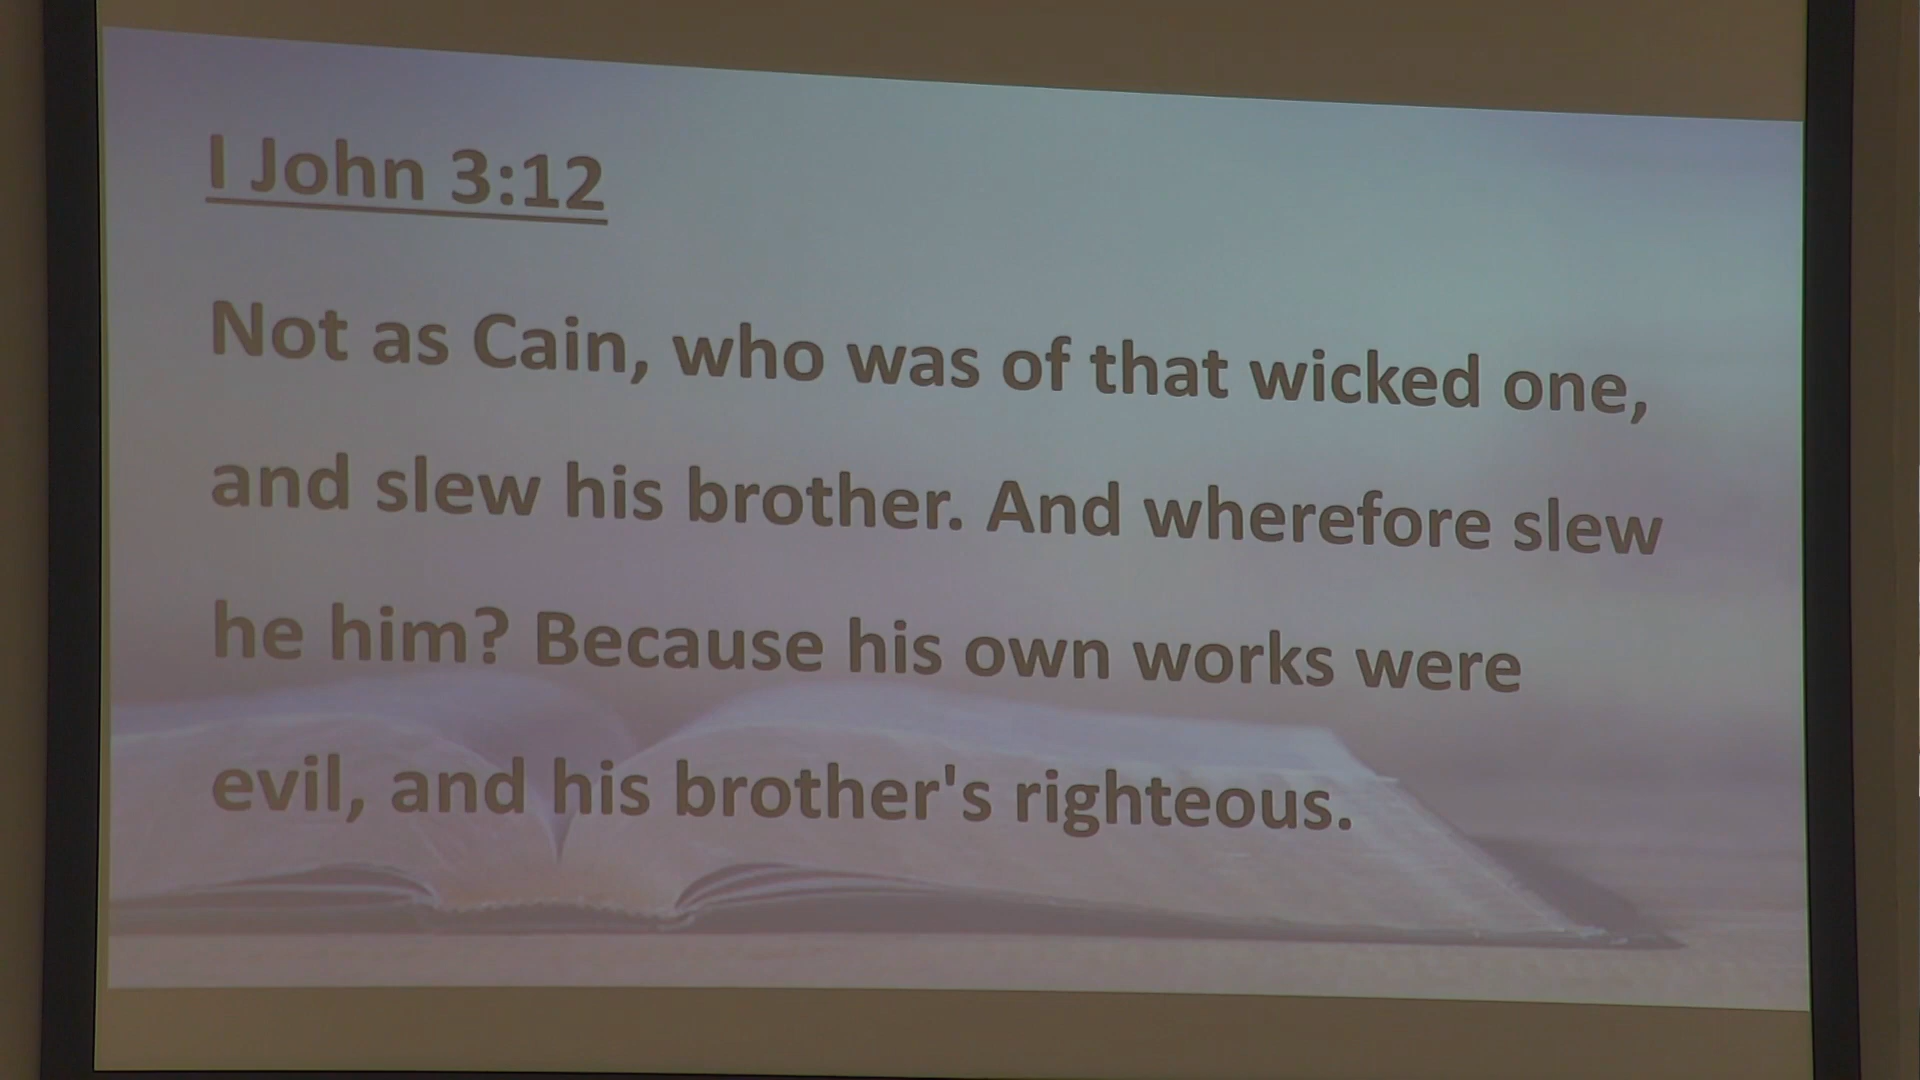 I John 3:12
Not as Cain, who was of that wicked one,
and slew his brother. And wherefore slew
he him? Because his own works were
evil, and his brother's righteous.